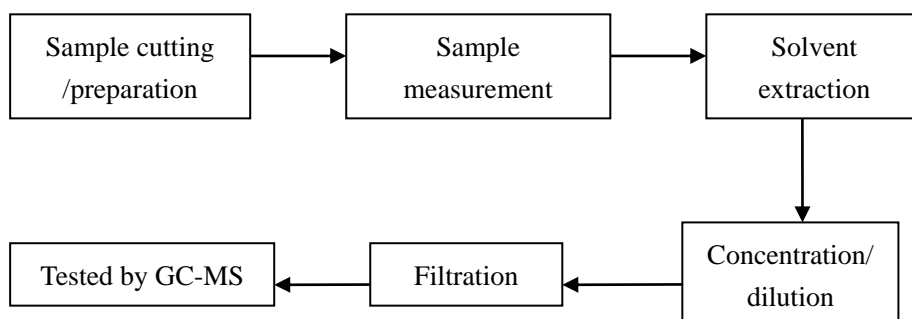 Sample cutting
/preparation
Sample
measurement
Solvent
extraction
Concentration/
dilution
Filtration
Tested by GC-MS